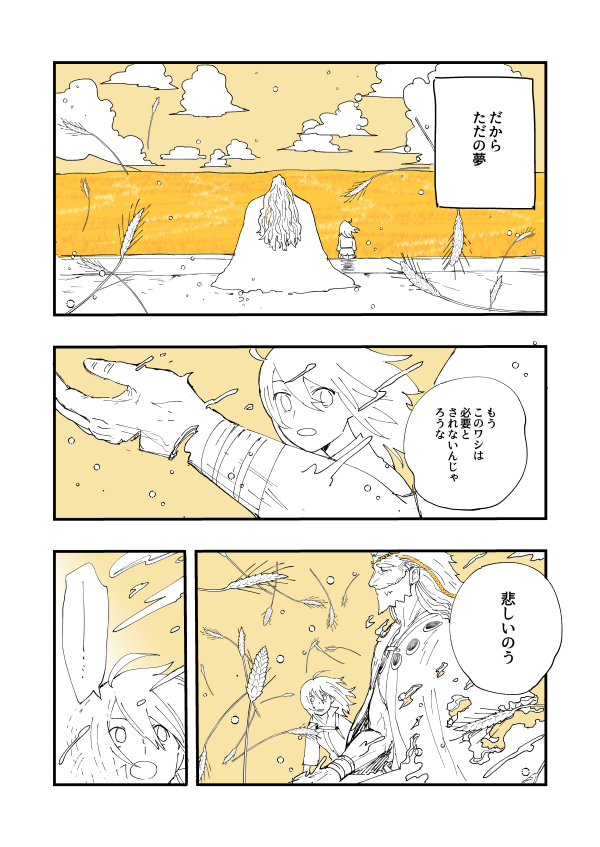 だから
ただの夢
もう
このワシは
必要と
されないんじゃ
ろうな
悲しいのう
……